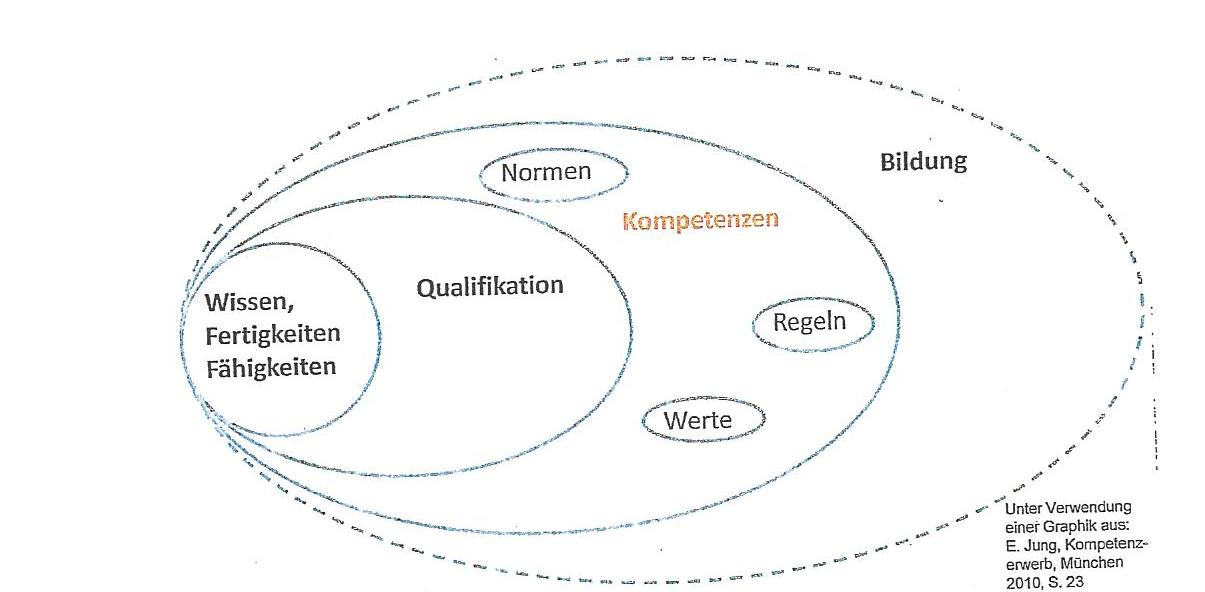 Bildung
Normen
Kompetenzen
Qualifikation
Wissen,
Fertigkeiten
Fähigkeiten
Regeln
Werte
Unter Verwendung
einer Graphik aus:
E. Jung, Kompetenz-
erwerb, München
2010, S. 23